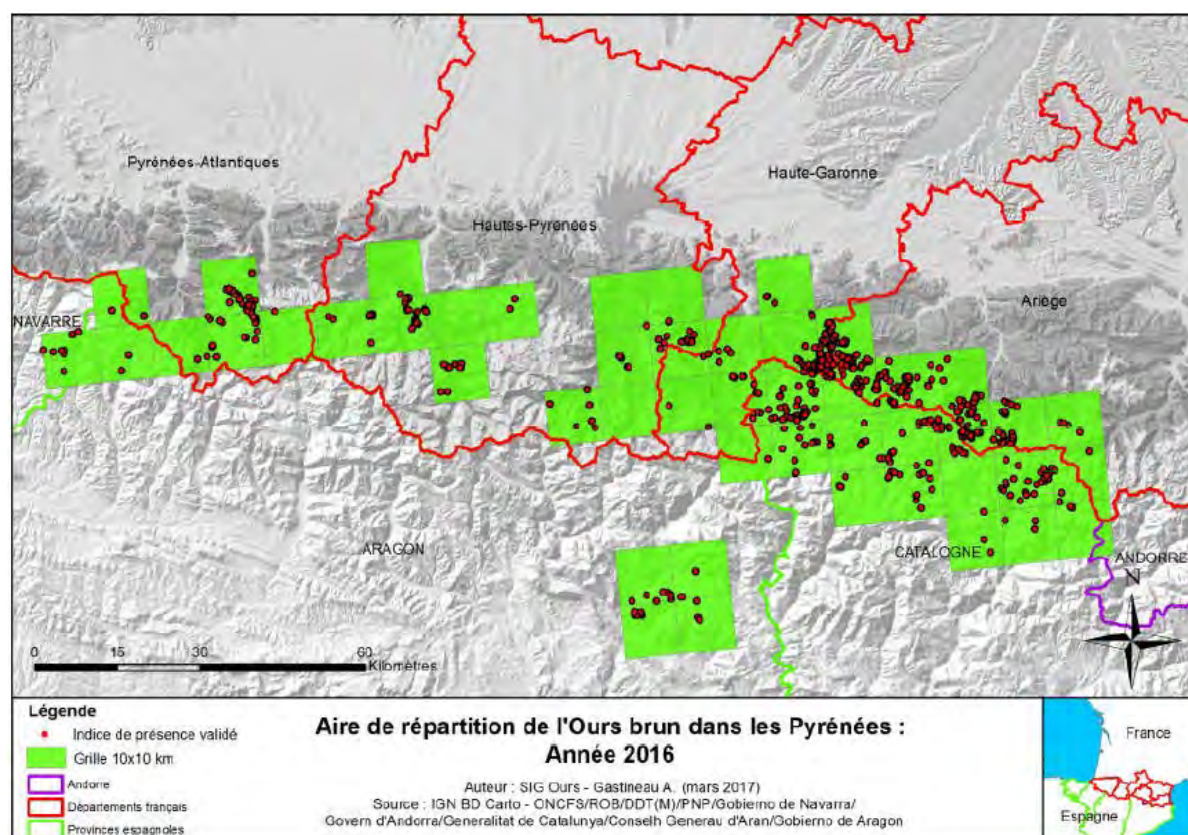 Pyrénées-Atlantiques
Haute-Garonne
Hautes-Pyrénées
Ariège
NAVARRE
ARAGON
CATALOGNE
ANDORRE
N
0 15 30 60
Kilomètres
Légende
Indice de présence validé
Grille 10x10 km
Andorre
Départements français
Provinces espagnoles
Aire de répartition de l'Ours brun dans les Pyrénées :
Année 2016
Auteur : SIG Ours - Gastineau A. (mars 2017)
Source : IGN BD Carto - ONCFS/ROB/DDT(M)/PNP/Gobierno de Navarra/
Govern d'Andorra/Generalitat de Catalunya/Conselh Generau d'Aran/Gobierno de Aragon
France
Espagne